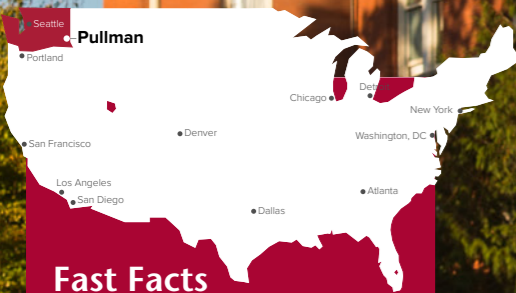 Seattle
Pullman
Portland
Detroit
Chicago
New York
Denver
Washington, DC
San Francisco
Los Angeles
Atlanta
San Diego
Dallas
Fast Facts